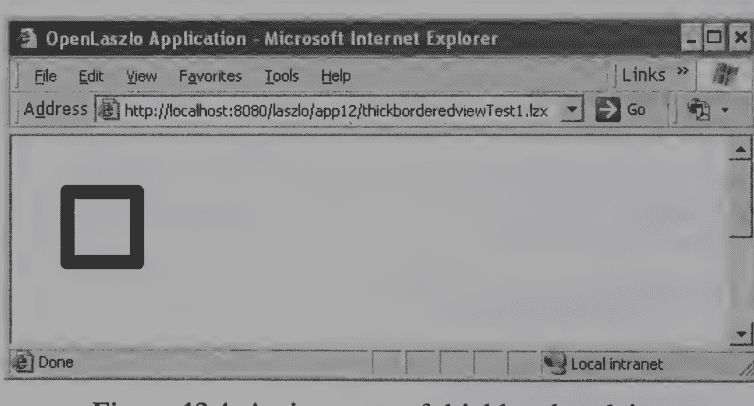 OpenLaszlo Application - Microsoft Internet Explorer
File Edit View Favorites Tools Help Links »
Address http://localhost:8080/laszlo/app12/thickborderedviewTest1.lzx Go
Done Local intranet